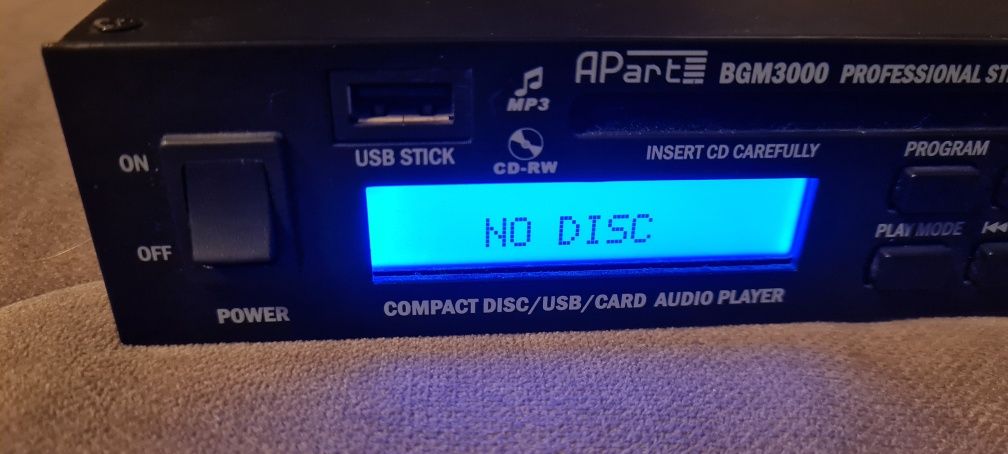 APart BGM3000 PROFESSIONAL
MP3
USB STICK
CD-RW
INSERT CD CAREFULLY
PROGRAM
ON
NO DISC
PLAY MODE
OFF
COMPACT DISC/USB/CARD AUDIO PLAYER
POWER